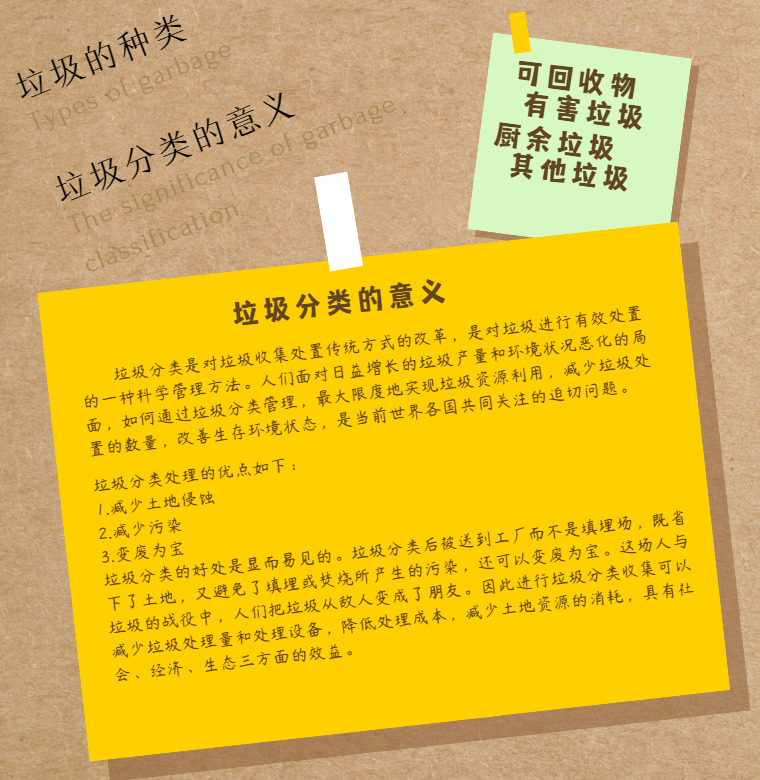 垃圾的种类
Types of garbage
垃圾分类的意义
The significance of garbage
classification
可回收物
有害垃圾
厨余垃圾
其他垃圾
垃圾分类的意义
垃圾分类是对垃圾收集处置传统方式的改革，是对垃圾进行有效处置
的一种科学管理方法。人们面对日益增长的垃圾产量和环境状况恶化的局
面，如何通过垃圾分类管理，最大限度地实现垃圾资源利用，减少垃圾处
置的数量，改善生存环境状态，是当前世界各国共同关注的迫切问题。
垃圾分类处理的优点如下：
1.减少土地侵蚀
2.减少污染
3.变废为宝
垃圾分类的好处是显而易见的。垃圾分类后被送到工厂而不是填埋场，既省
下了土地，又避免了填埋或焚烧所产生的污染，还可以变废为宝。这场人与
垃圾的战役中，人们把垃圾从敌人变成了朋友。因此进行垃圾分类收集可以
减少垃圾处理量和处理设备，降低处理成本，减少土地资源的消耗，具有社
会、经济、生态三方面的效益。